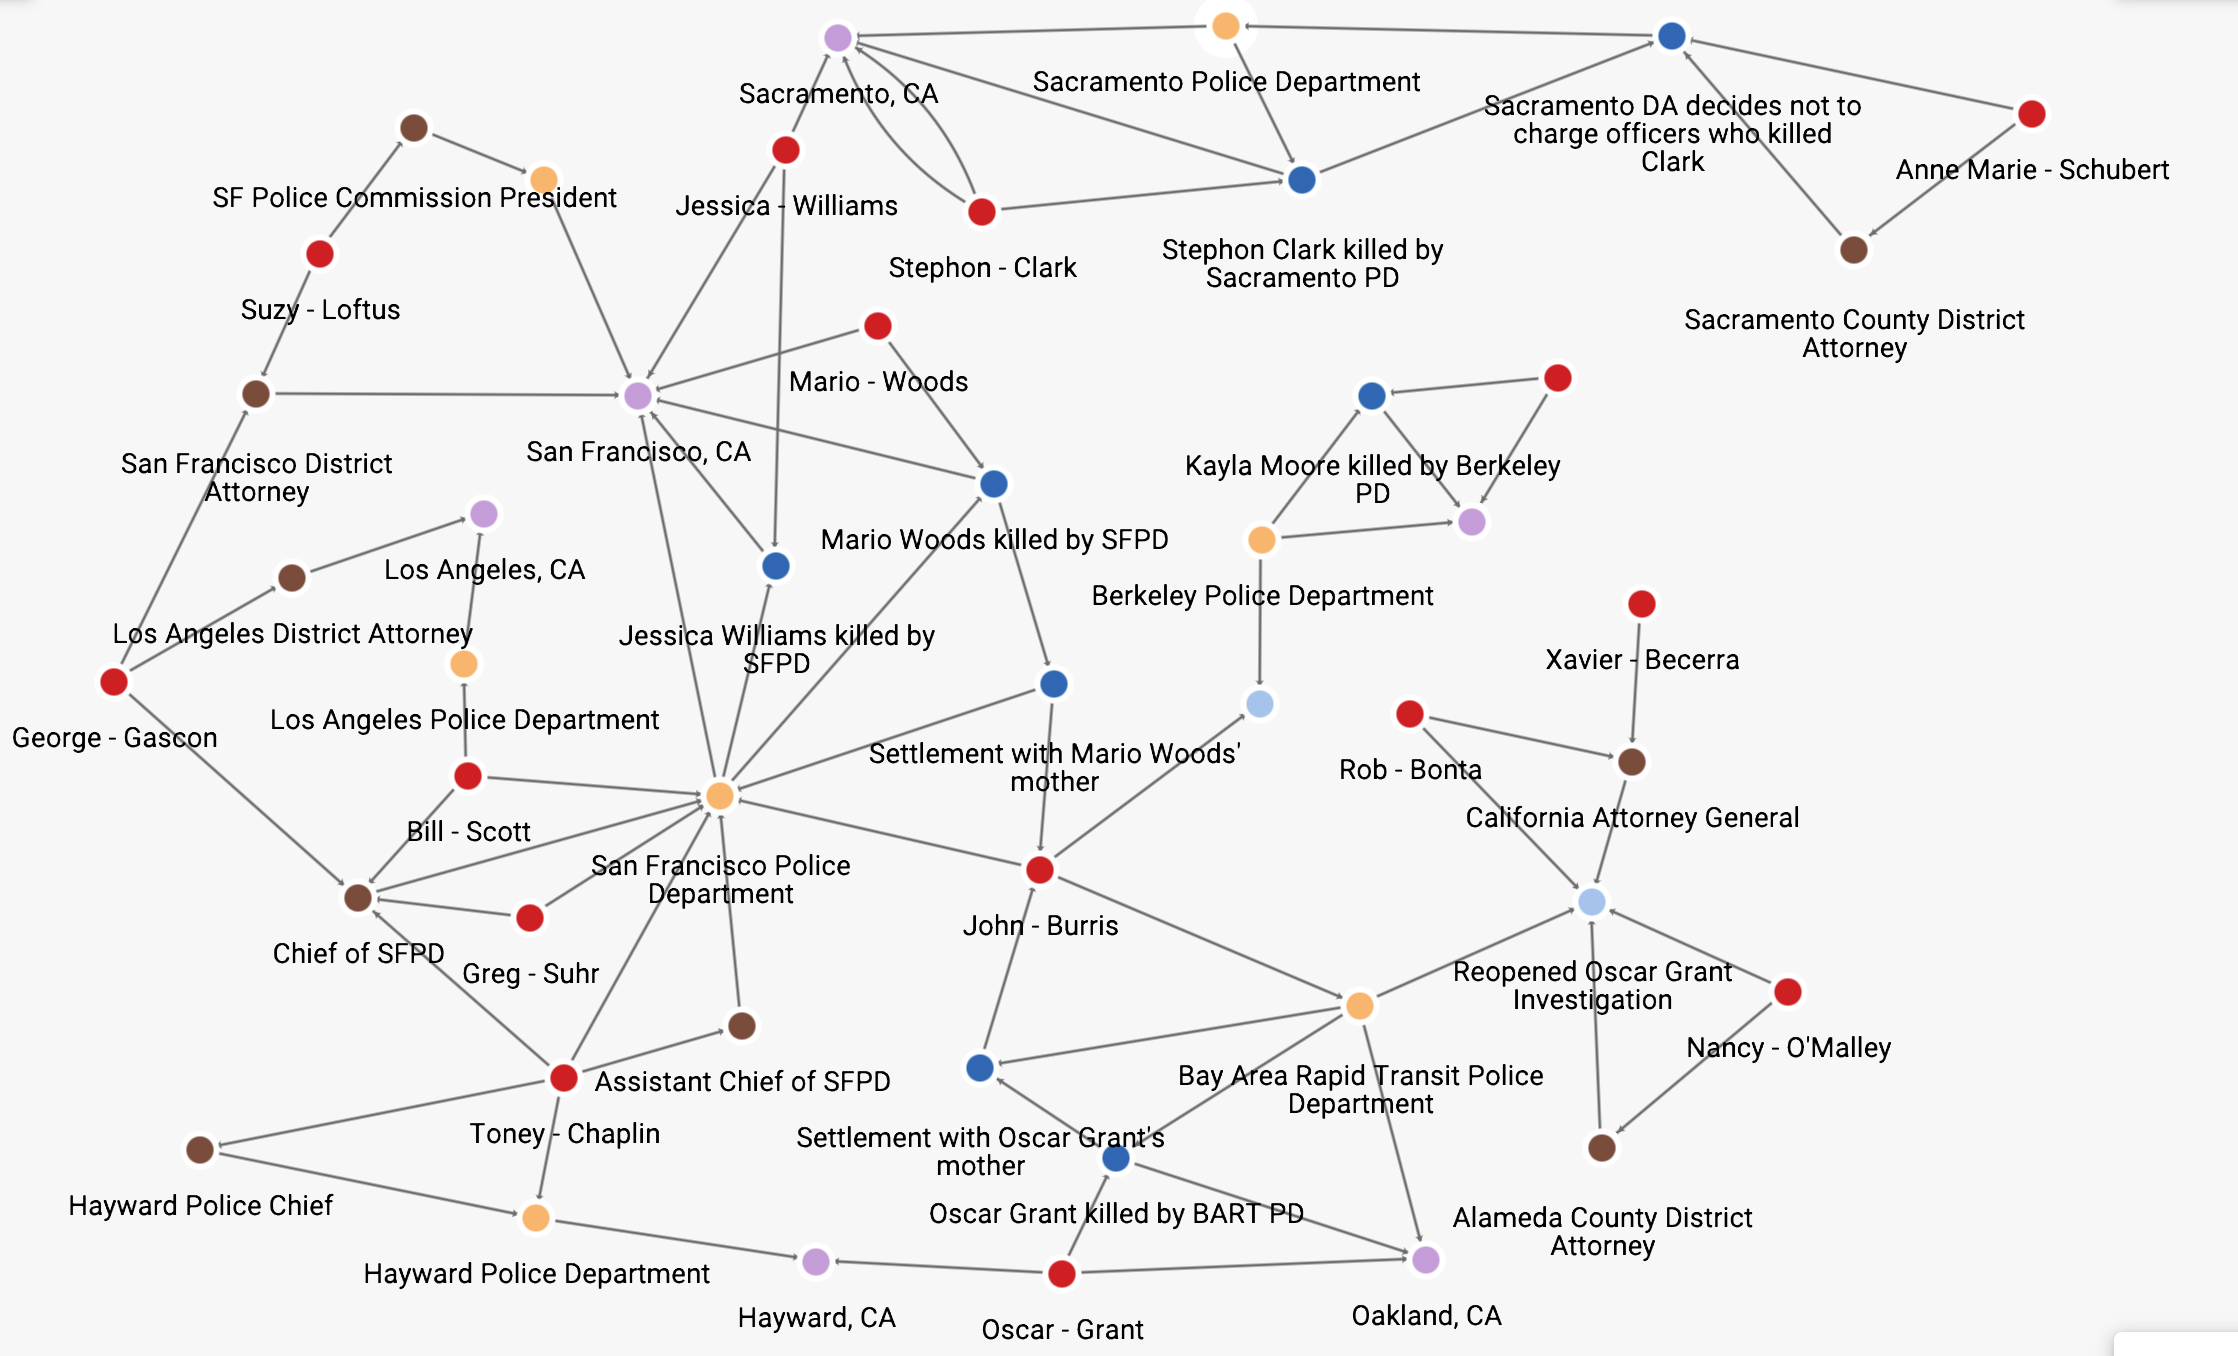 Sacramento Police Department
Sacramento, CA
Sacramento DA decides not to
charge officers who killed
Clark
Anne Marie - Schubert
SF Police Commission President
Jessica - Williams
Stephon - Clark
Stephon Clark killed by
Sacramento PD
Suzy - Loftus
Sacramento County District
Attorney
Mario - Woods
San Francisco, CA
San Francisco District
Attorney
Kayla Moore killed by Berkeley
PD
Mario Woods killed by SFPD
Los Angeles, CA
Berkeley Police Department
Los Angeles District Attorney
Jessica Williams killed by
SFPD
Xavier - Becerra
Los Angeles Police Department
George - Gascon
Settlement with Mario Woods'
mother
Rob - Bonta
California Attorney General
Bill - Scott
San Francisco Police
Department
John - Burris
Chief of SFPD
Greg - Suhr
Reopened Oscar Grant
Investigation
Nancy - O'Malley
Assistant Chief of SFPD
Bay Area Rapid Transit Police
Department
Toney - Chaplin
Settlement with Oscar Grant's
mother
Hayward Police Chief
Oscar Grant killed by BART PD
Alameda County District
Attorney
Hayward Police Department
Hayward, CA
Oscar - Grant
Oakland, CA